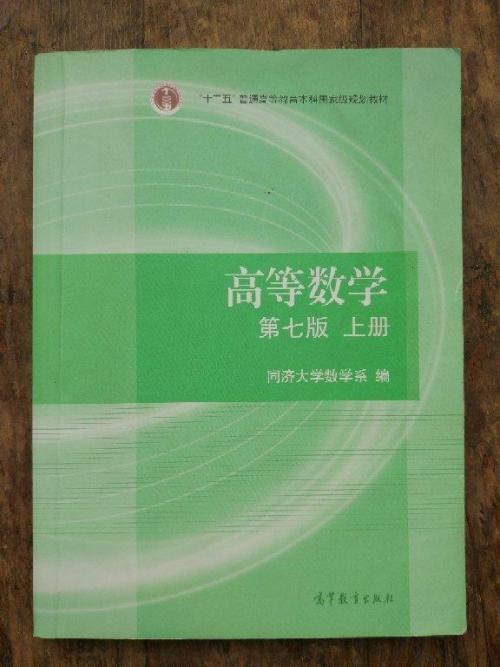 "十二五"普通高等教育本科国家级规划教材
高等数学
第七版 上册
同济大学数学系 编
高等教育出版社